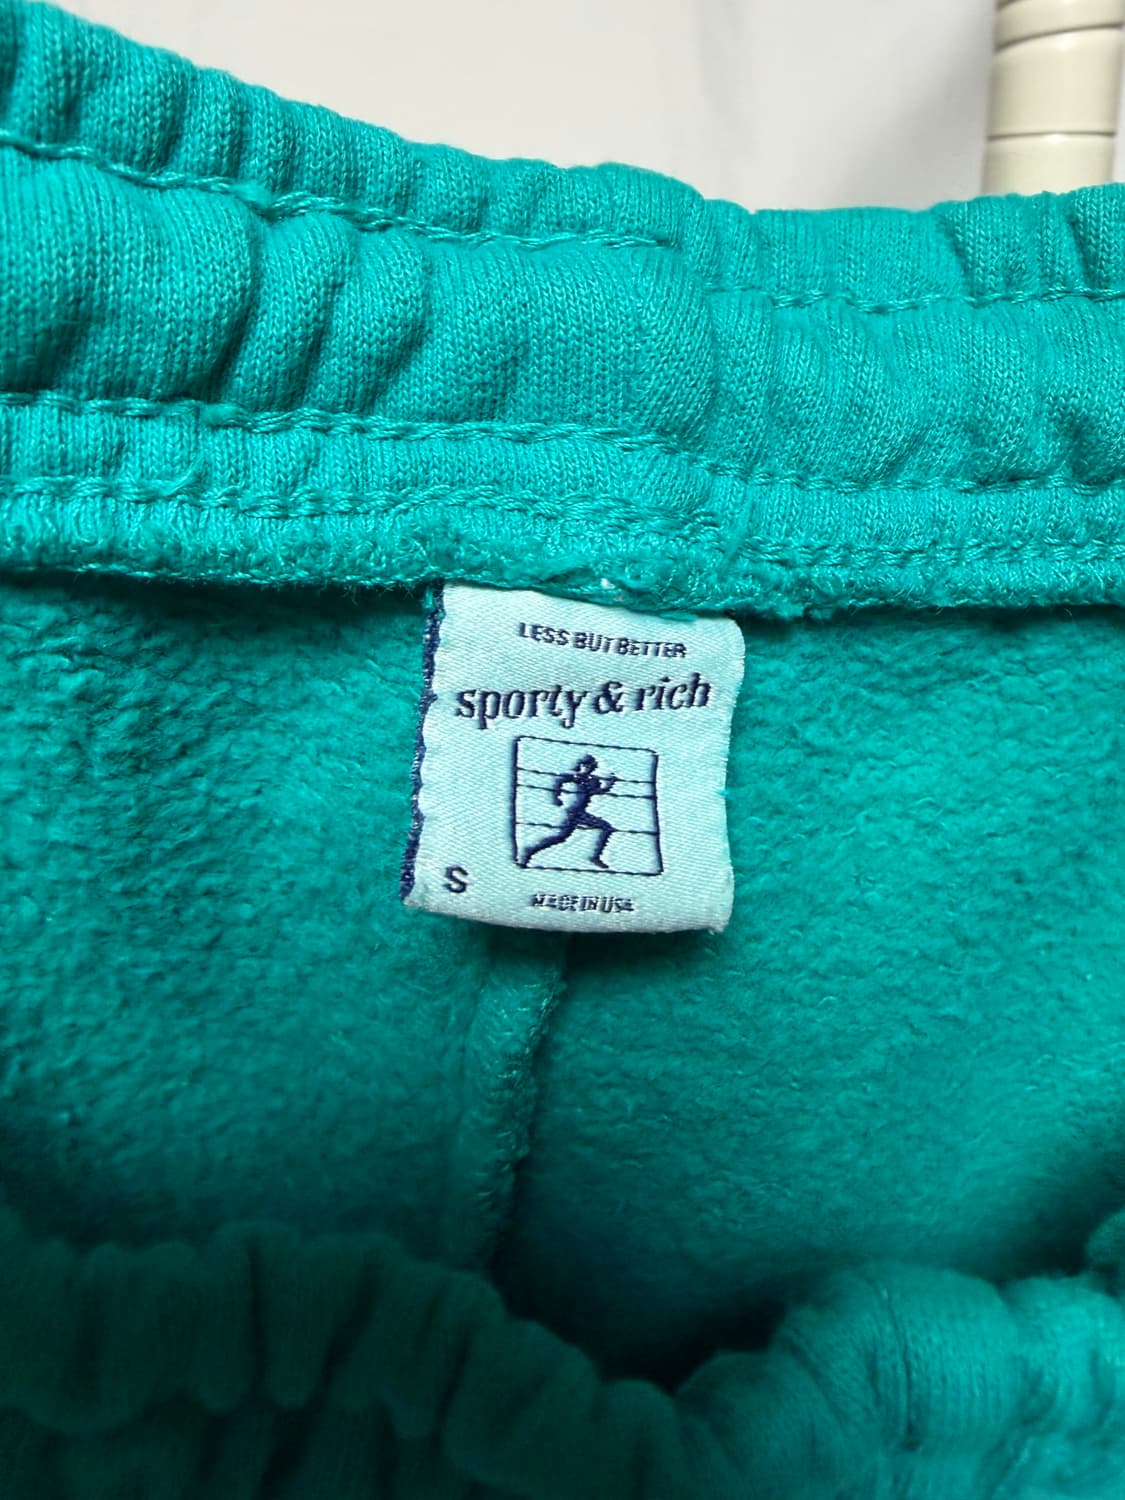 LESS BUT BETTER
sporty & rich
S
MADE IN USA